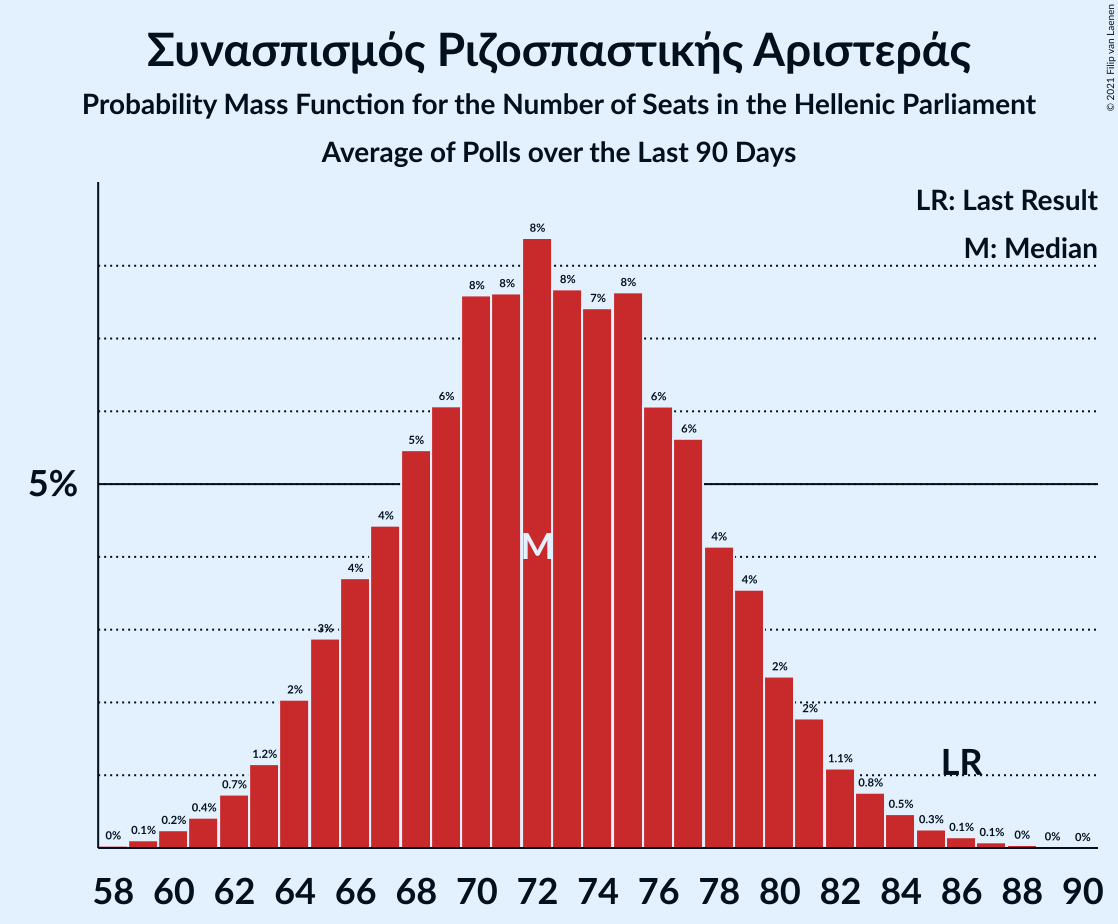 Συνασπισμός Ριζοσπαστικής Αριστεράς
Probability Mass Function for the Number of Seats in the Hellenic Parliament
Average of Polls over the Last 90 Days
© 2021 Filip van Laenen
LR: Last Result
M: Median
5%
0% 0.1% 0.2% 0.4% 0.7% 1.2% 2% 3% 4% 4% 5% 6% 8% 8% 8% 8% 7% 8% 6% 6% 4% 4% 2% 2% 1.1% 0.8% 0.5% 0.3% 0.1% 0.1% 0% 0% 0%
M
LR
58 60 62 64 66 68 70 72 74 76 78 80 82 84 86 88 90